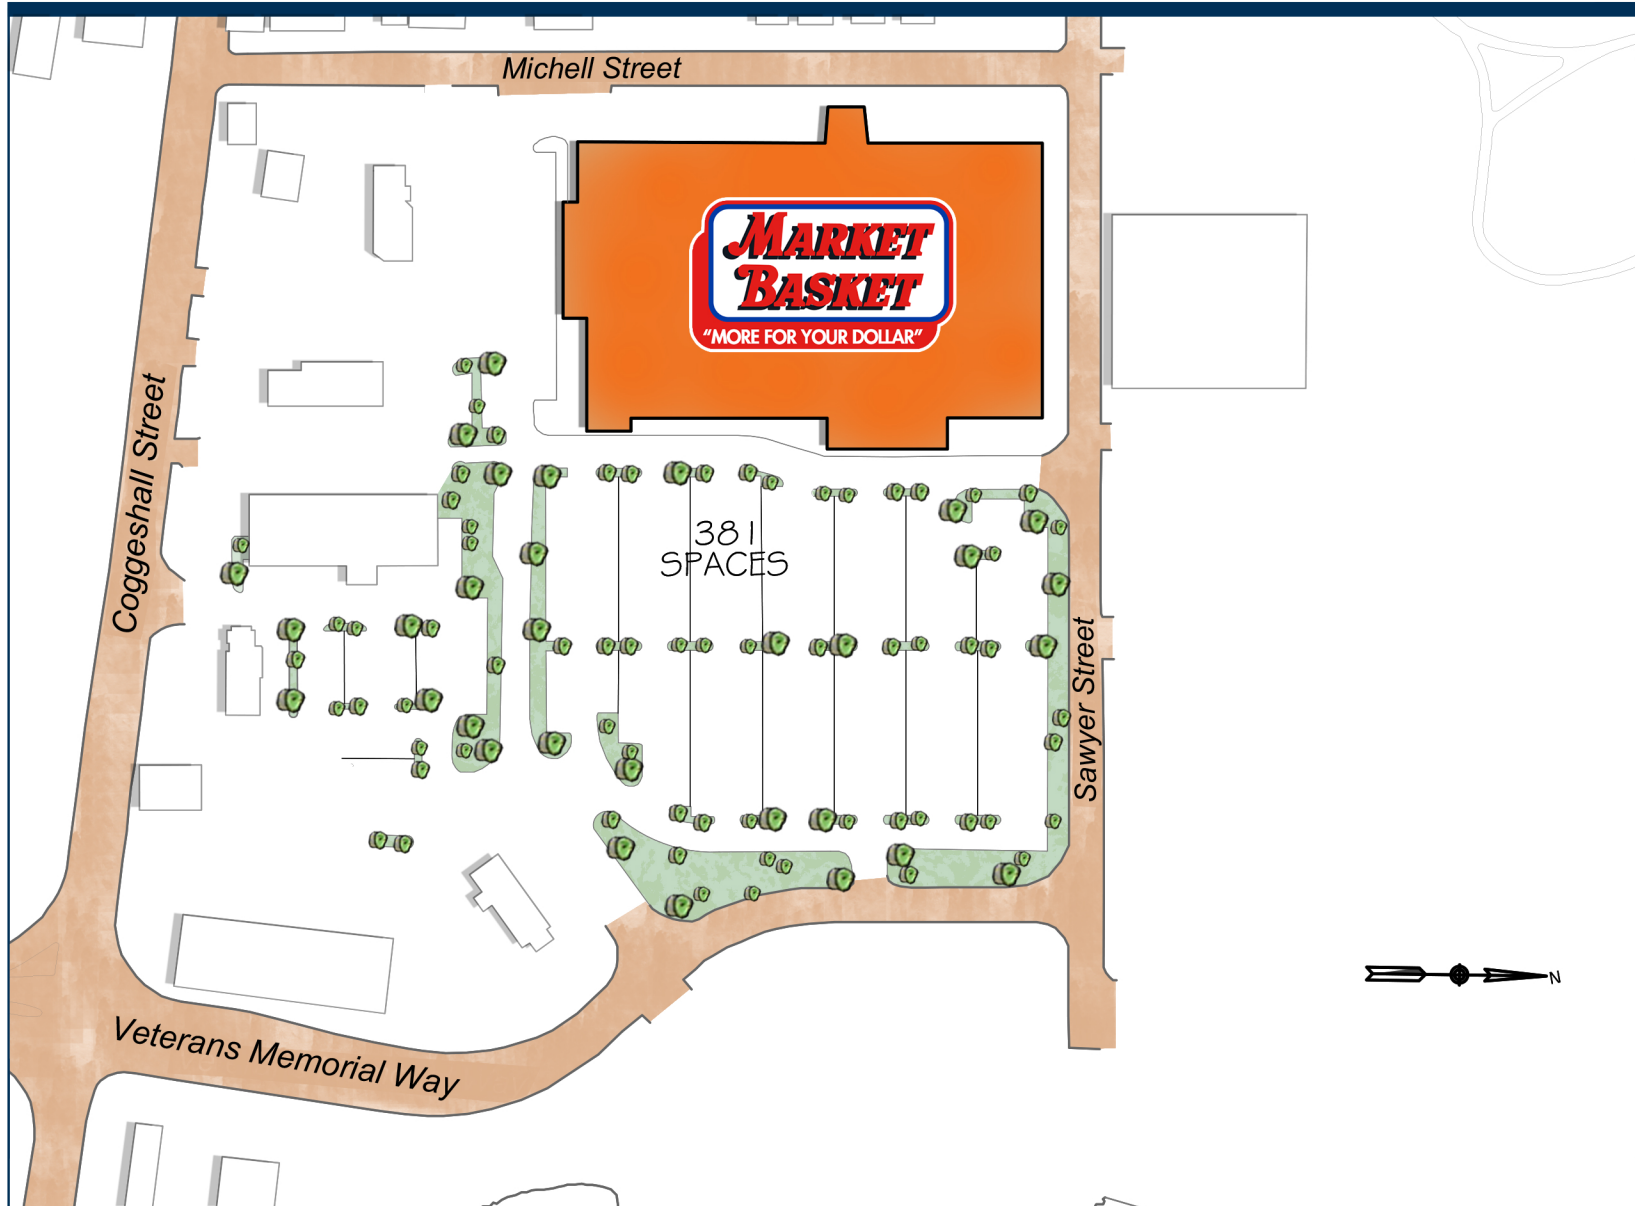 Michell Street
MARKET
BASKET
"MORE FOR YOUR DOLLAR"
Coggeshall Street
381
SPACES
Sawyer Street
N
Veterans Memorial Way